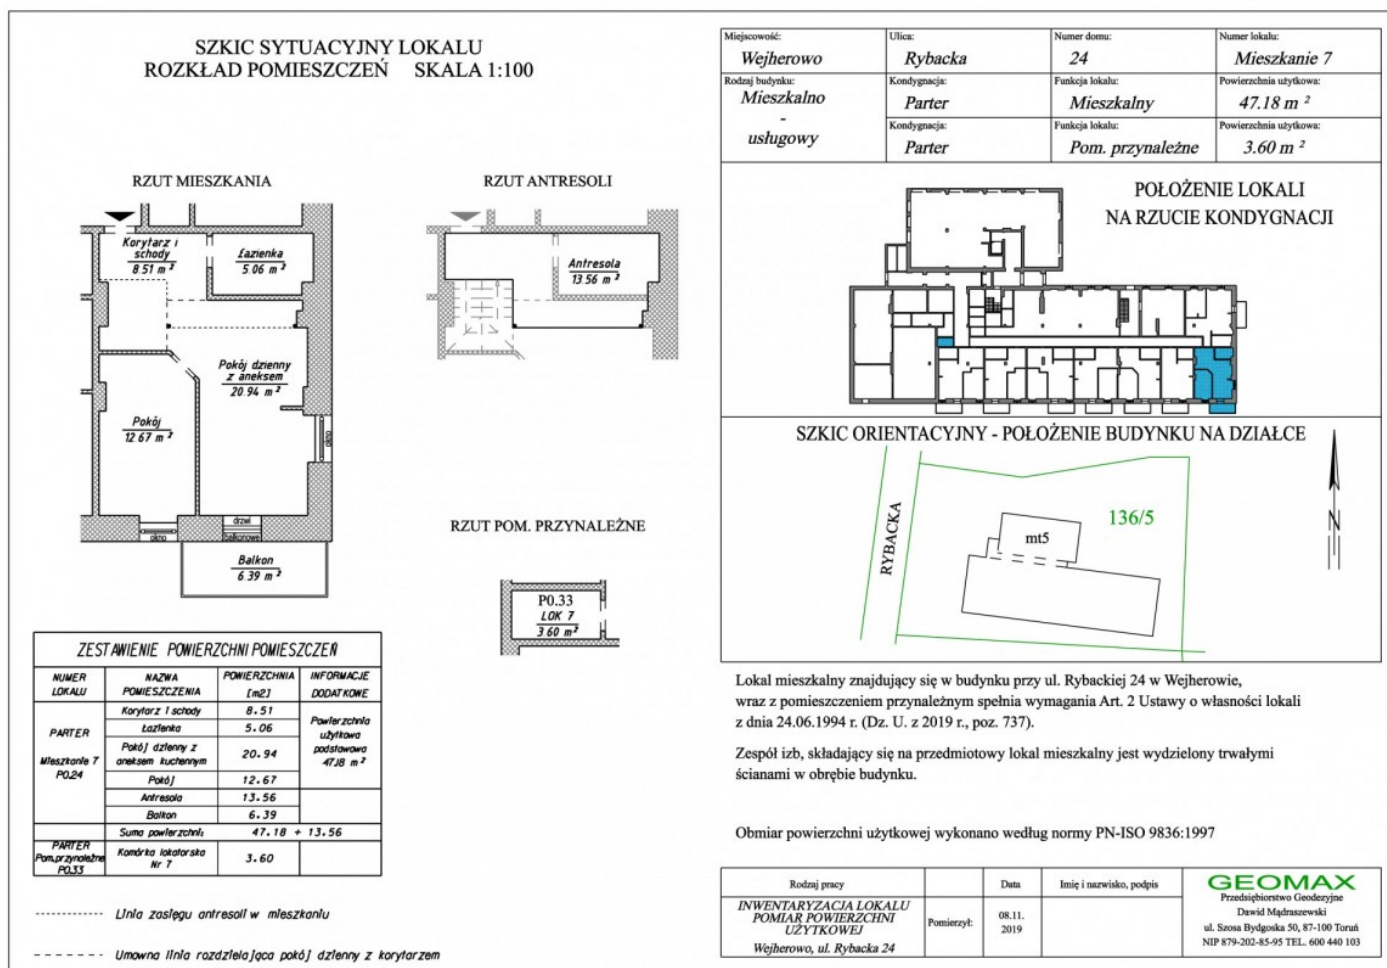 SZKIC SYTUACYJNY LOKALU
ROZKŁAD POMIESZCZEŃ SKALA 1:100
RZUT MIESZKANIA
Korytarz i
schody
8.51 m²
Łazienka
5.06 m²
Pokój dzienny
z aneksem
20.94 m²
Pokój
12.67 m²
okno
okno
drzwi
balkonowe
Balkon
6.39 m²
RZUT ANTRESOLI
Antresola
13.56 m²
RZUT POM. PRZYNALEŻNE
P0.33
LOK 7
3.60 m²
ZESTAWIENIE POWIERZCHNI POMIESZCZEŃ
NUMER LOKALU NAZWA POMIESZCZENIA POWIERZCHNIA [m2] INFORMACJE DODATKOWE
PARTER
Mieszkanie 7
P0.24
Korytarz i schody 8.51
Łazienka 5.06
Pokój dzienny z aneksem kuchennym 20.94
Pokój 12.67
Antresola 13.56
Balkon 6.39
Powierzchnia
użytkowa
podstawowa
47.18 m²
Suma powierzchni: 47.18 + 13.56
PARTER
Pom.przynależne
P0.33
Komórka lokatorska Nr 7 3.60
Linia zasięgu antresoli w mieszkaniu
Umowna linia rozdzielająca pokój dzienny z korytarzem
Miejscowość: Ulica: Numer domu: Numer lokalu:
Wejherowo Rybacka 24 Mieszkanie 7
Rodzaj budynku: Kondygnacja: Funkcja lokalu: Powierzchnia użytkowa:
Mieszkalno - usługowy
Parter Mieszkalny 47.18 m ²
Kondygnacja: Funkcja lokalu: Powierzchnia użytkowa:
Parter Pom. przynależne 3.60 m ²
POŁOŻENIE LOKALI
NA RZUCIE KONDYGNACJI
SZKIC ORIENTACYJNY - POŁOŻENIE BUDYNKU NA DZIAŁCE
RYBACKA
mt5
136/5
N
Lokal mieszkalny znajdujący się w budynku przy ul. Rybackiej 24 w Wejherowie,
wraz z pomieszczeniem przynależnym spełnia wymagania Art. 2 Ustawy o własności lokali
z dnia 24.06.1994 r. (Dz. U. z 2019 r., poz. 737).
Zespół izb, składający się na przedmiotowy lokal mieszkalny jest wydzielony trwałymi
ścianami w obrębie budynku.
Obmiar powierzchni użytkowej wykonano według normy PN-ISO 9836:1997
Rodzaj pracy Data Imię i nazwisko, podpis
INWENTARYZACJA LOKALU
POMIAR POWIERZCHNI
UŻYTKOWEJ
Wejherowo, ul. Rybacka 24
Pomierzył:
08.11.
2019
GEOMAX
Przedsiębiorstwo Geodezyjne
Dawid Mądraszewski
ul. Szosa Bydgoska 50, 87-100 Toruń
NIP 879-202-85-95 TEL. 600 440 103